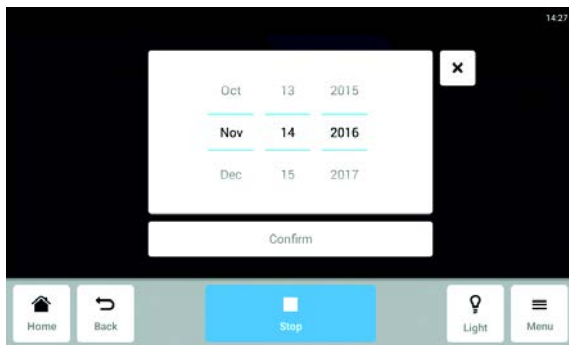 14:27
Oct 13 2015
Nov 14 2016
Dec 15 2017
Confirm
Home Back Stop Light Menu